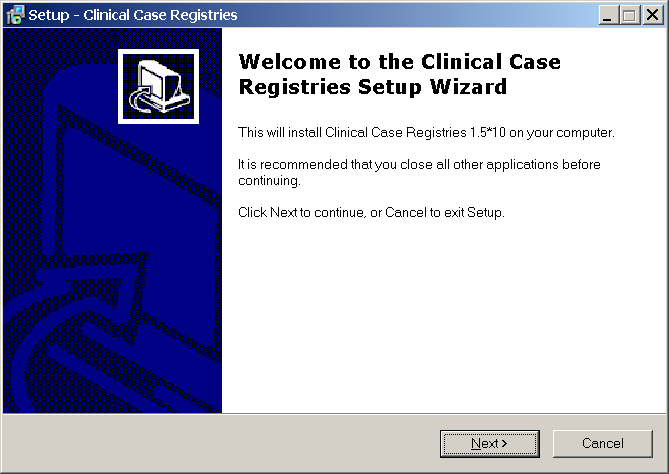 Setup - Clinical Case Registries
Welcome to the Clinical Case
Registries Setup Wizard
This will install Clinical Case Registries 1.5*10 on your computer.
It is recommended that you close all other applications before
continuing.
Click Next to continue, or Cancel to exit Setup.
Next >
Cancel